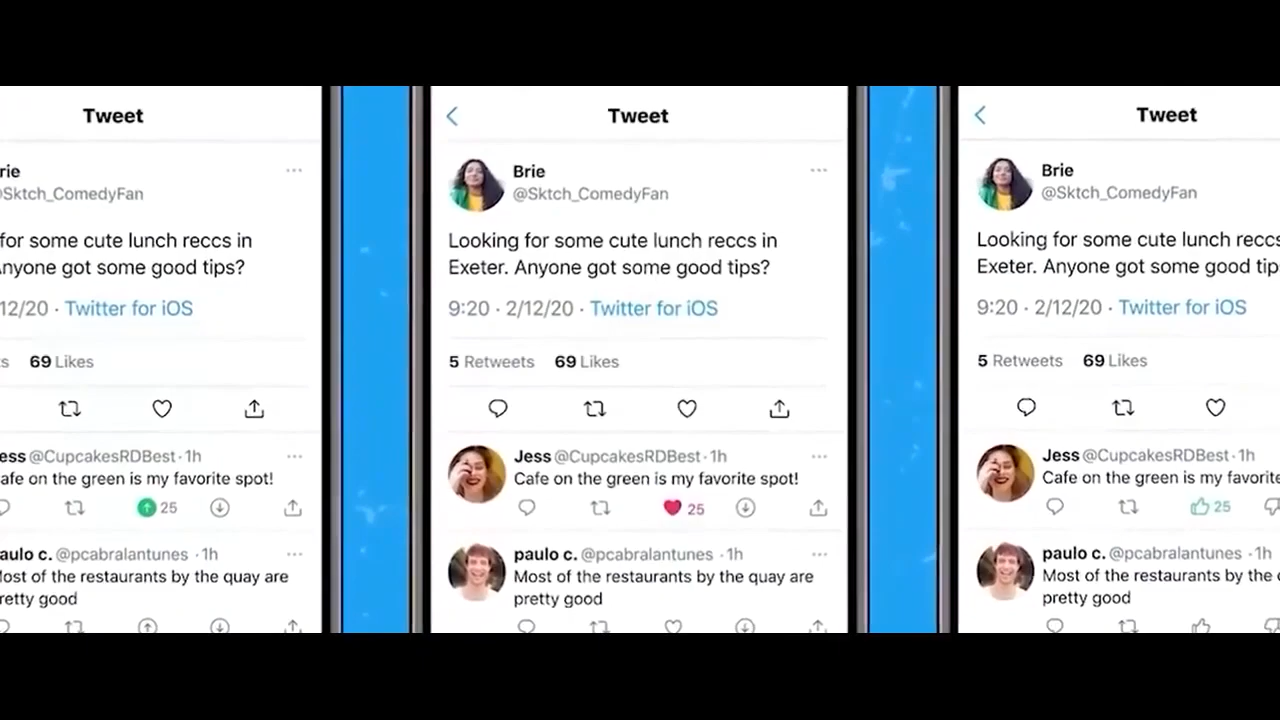 Tweet
rie
@Sktch_ComedyFan
for some cute lunch reccs in
nyone got some good tips?
12/20 · Twitter for iOS
s 69 Likes
ess @CupcakesRDBest · 1h
afe on the green is my favorite spot!
25
aulo c. @pcabralantunes · 1h
ost of the restaurants by the quay are
retty good
Tweet
Brie
@Sktch_ComedyFan
Looking for some cute lunch reccs in
Exeter. Anyone got some good tips?
9:20 · 2/12/20 · Twitter for iOS
5 Retweets 69 Likes
Jess @CupcakesRDBest · 1h
Cafe on the green is my favorite spot!
25
paulo c. @pcabralantunes · 1h
Most of the restaurants by the quay are
pretty good
Tweet
Brie
@Sktch_ComedyFan
Looking for some cute lunch reccs
Exeter. Anyone got some good tip
9:20 · 2/12/20 · Twitter for iOS
5 Retweets 69 Likes
Jess @CupcakesRDBest · 1h
Cafe on the green is my favorite
25
paulo c. @pcabralantunes · 1h
Most of the restaurants by the
pretty good